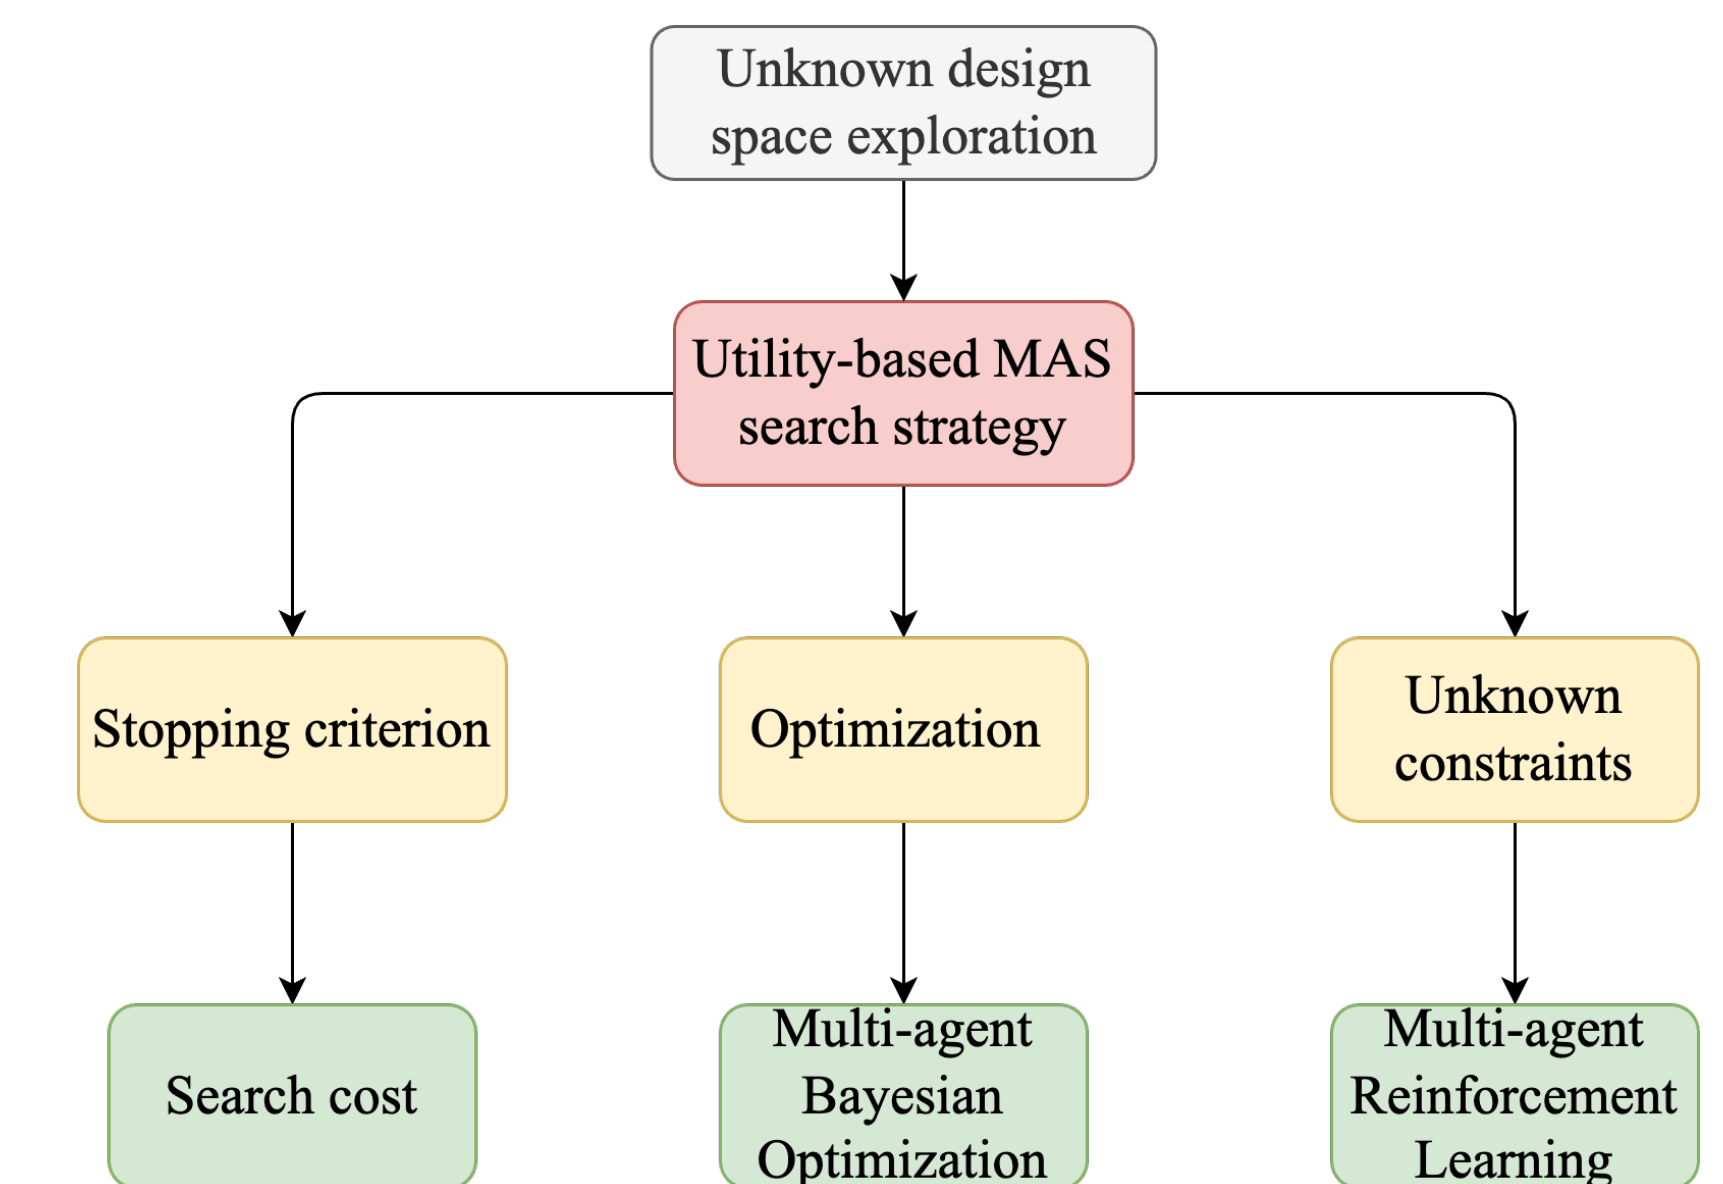 Unknown design
space exploration
Utility-based MAS
search strategy
Stopping criterion
Optimization
Unknown
constraints
Search cost
Multi-agent
Bayesian
Optimization
Multi-agent
Reinforcement
Learning